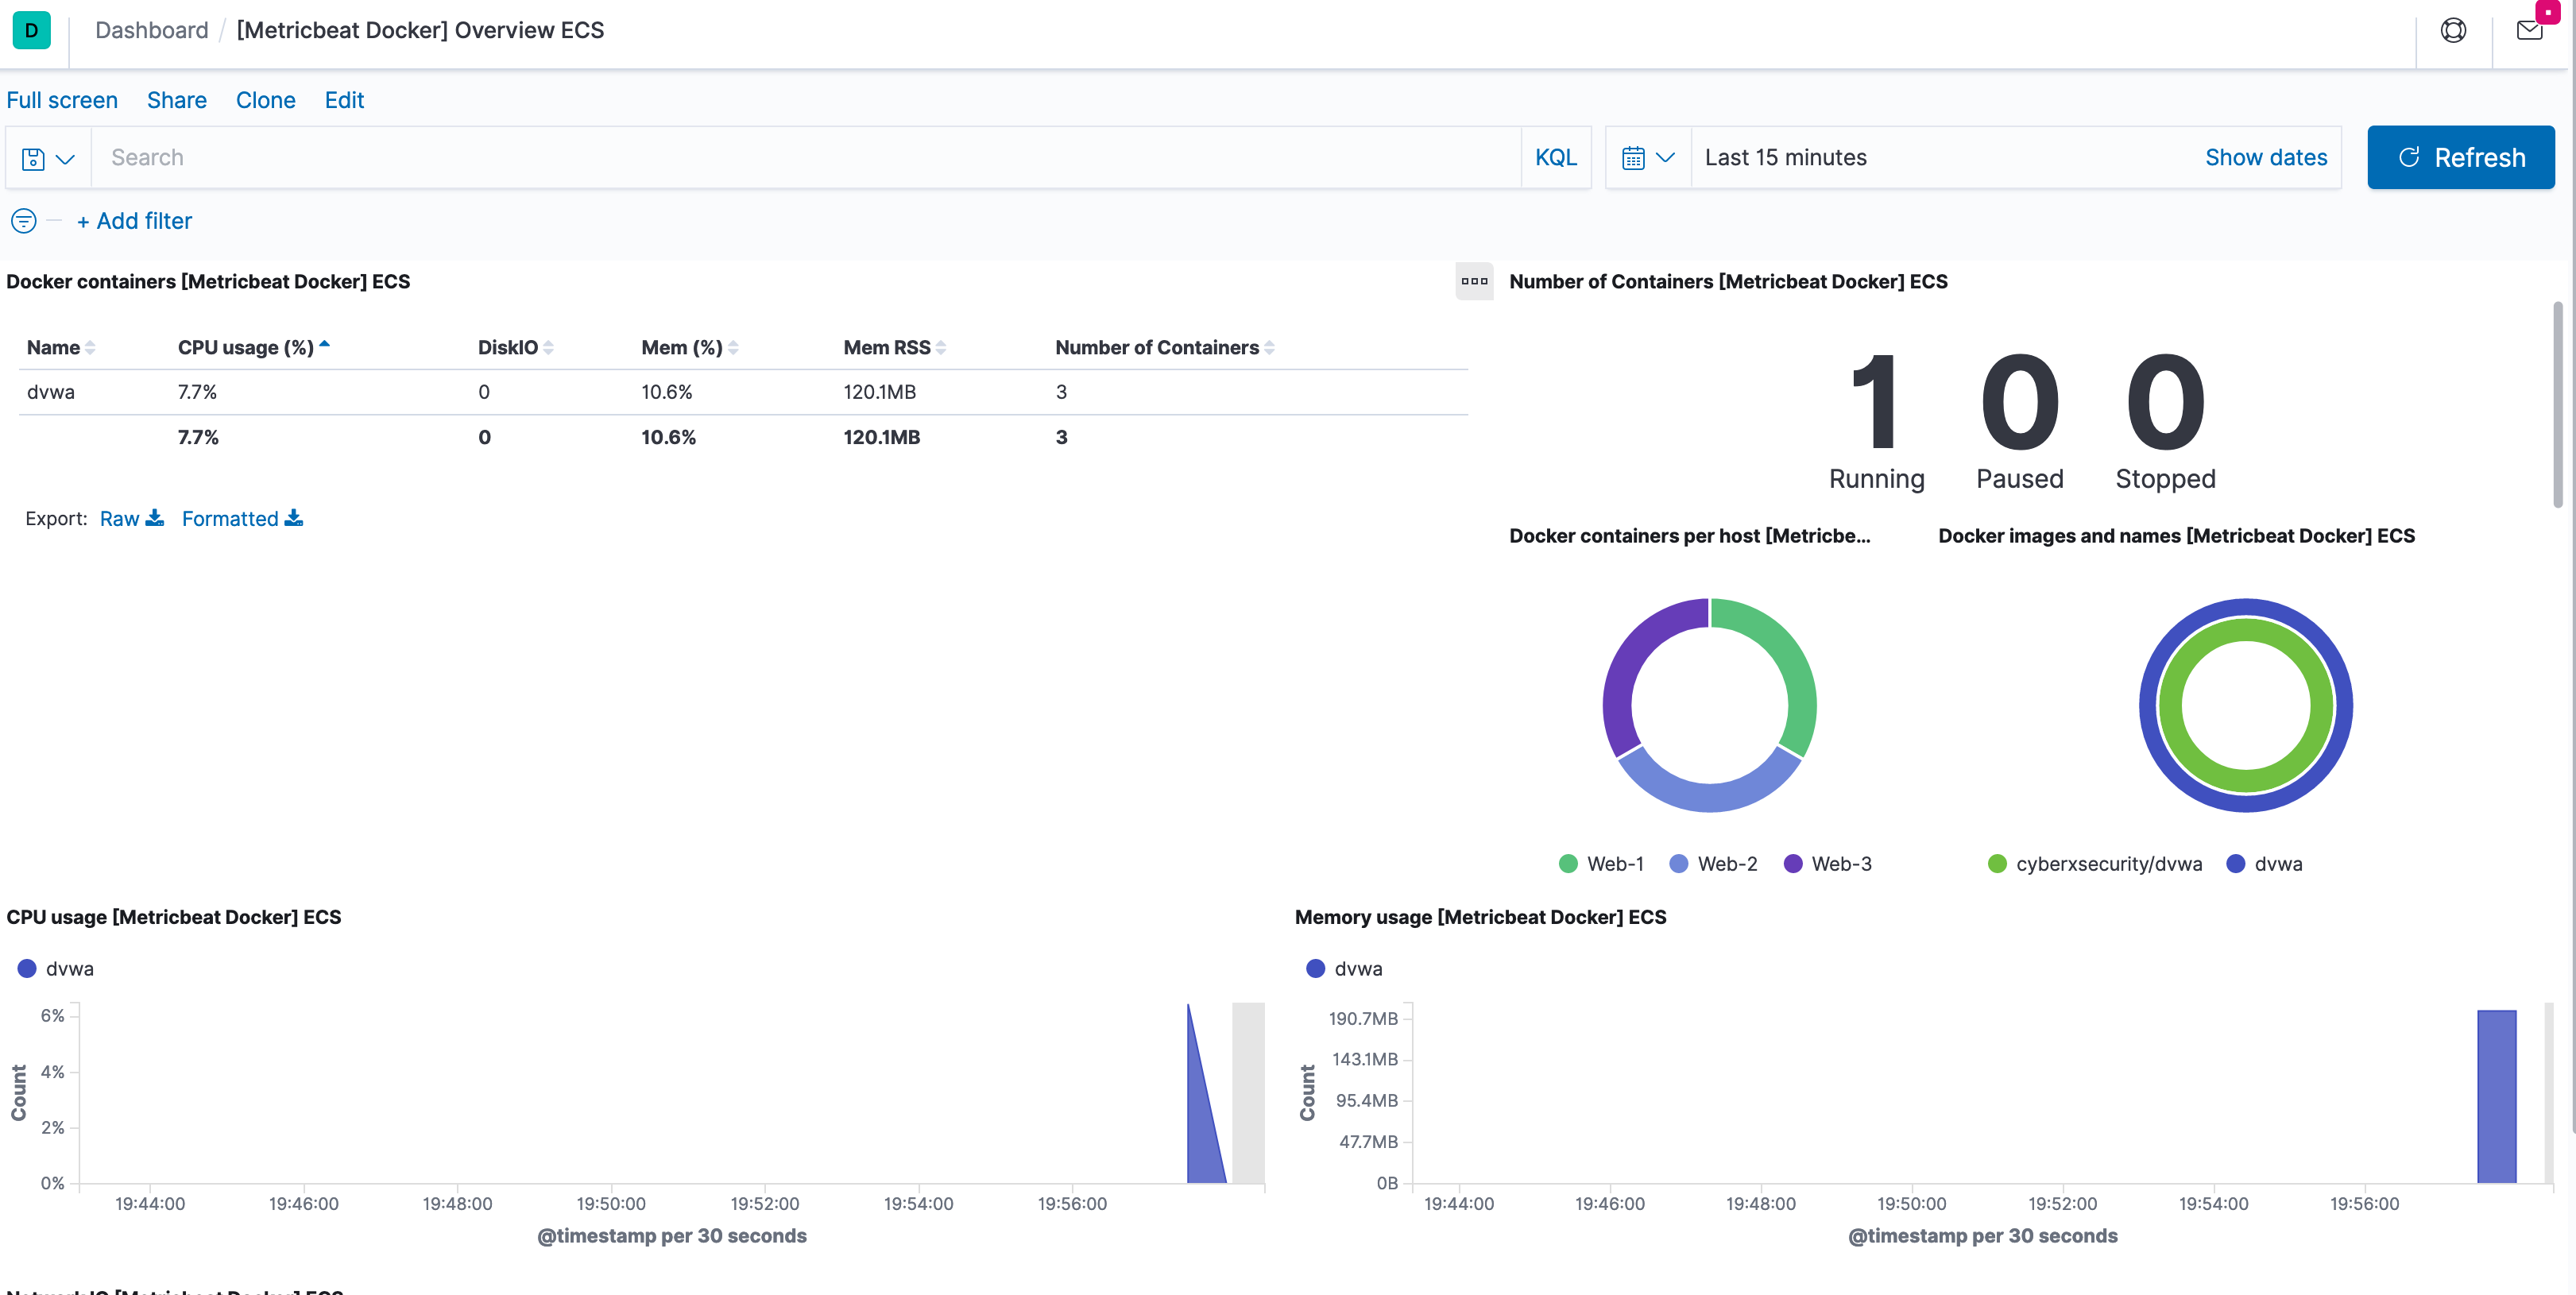 D
Dashboard / [Metricbeat Docker] Overview ECS
Full screen Share Clone Edit
Search KQL Last 15 minutes Show dates Refresh
+ Add filter
Docker containers [Metricbeat Docker] ECS
Name CPU usage (%) DiskIO Mem (%) Mem RSS Number of Containers
dvwa 7.7% 0 10.6% 120.1MB 3
7.7% 0 10.6% 120.1MB 3
Export: Raw Formatted
Number of Containers [Metricbeat Docker] ECS
1 0 0
Running Paused Stopped
Docker containers per host [Metricbe...
Web-1 Web-2 Web-3
Docker images and names [Metricbeat Docker] ECS
cyberxsecurity/dvwa dvwa
CPU usage [Metricbeat Docker] ECS
dvwa
6%
4%
2%
0%
Count
19:44:00 19:46:00 19:48:00 19:50:00 19:52:00 19:54:00 19:56:00
@timestamp per 30 seconds
Memory usage [Metricbeat Docker] ECS
dvwa
190.7MB
143.1MB
95.4MB
47.7MB
0B
Count
19:44:00 19:46:00 19:48:00 19:50:00 19:52:00 19:54:00 19:56:00
@timestamp per 30 seconds